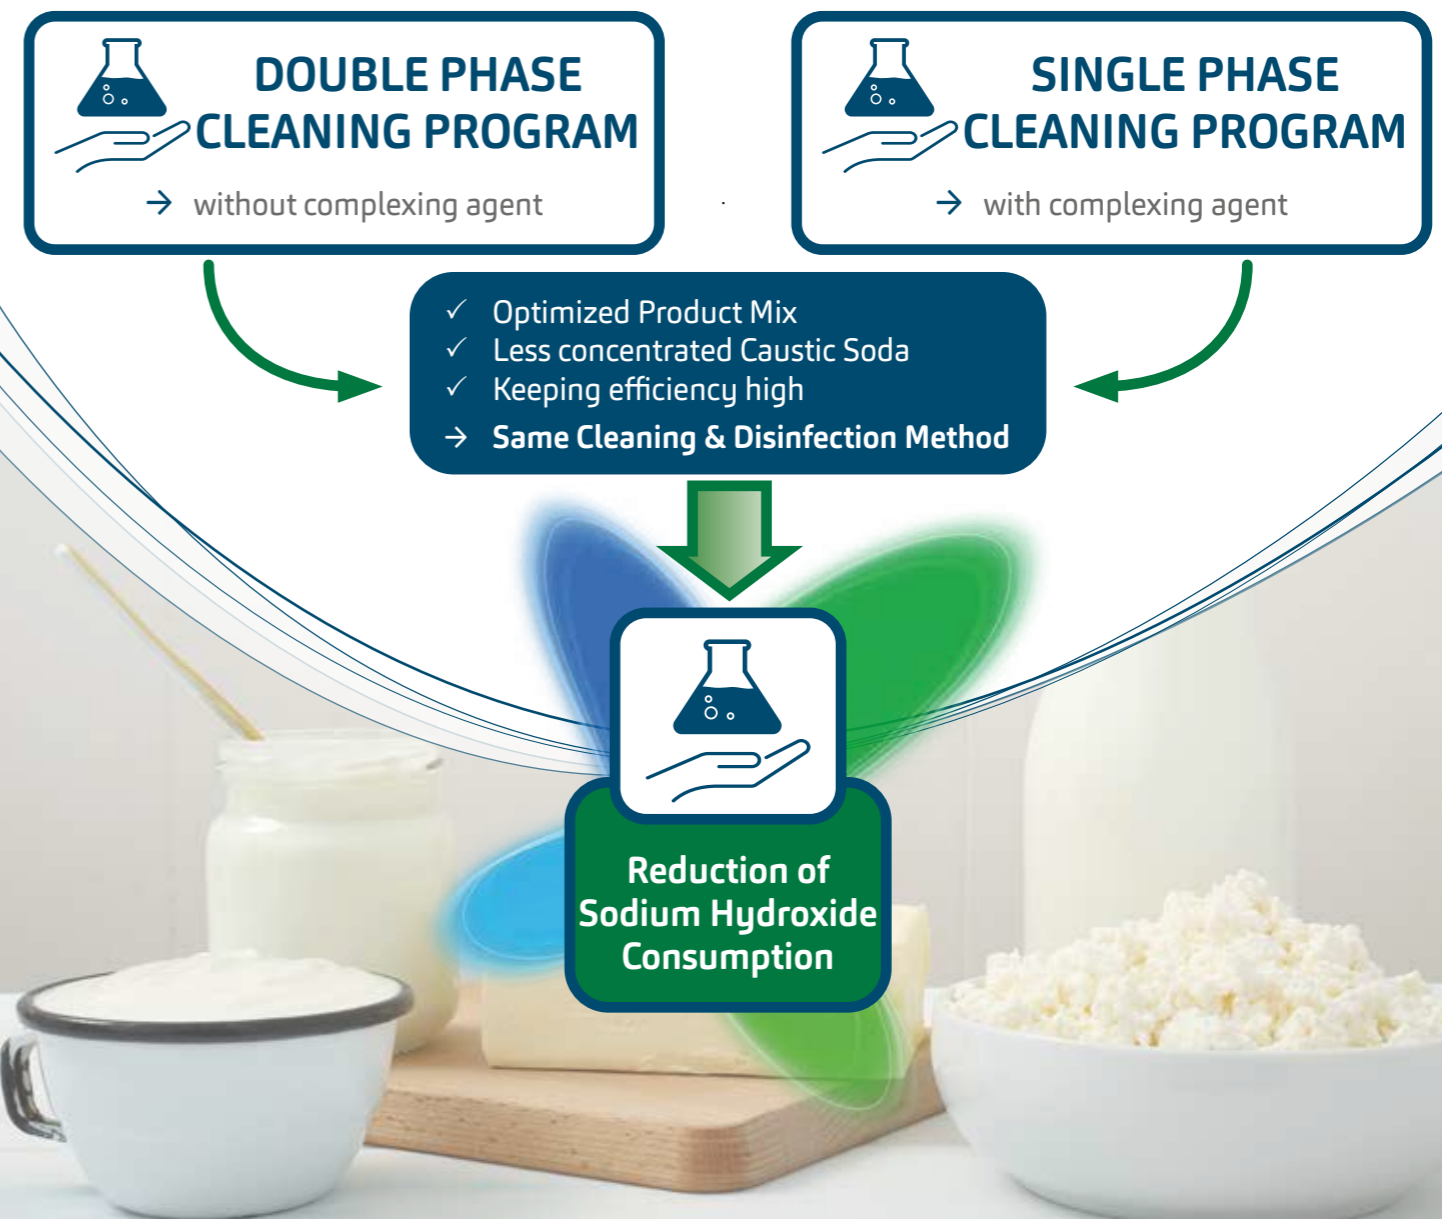 DOUBLE PHASE
CLEANING PROGRAM
→ without complexing agent
SINGLE PHASE
CLEANING PROGRAM
→ with complexing agent
✓ Optimized Product Mix
✓ Less concentrated Caustic Soda
✓ Keeping efficiency high
→ Same Cleaning & Disinfection Method
Reduction of
Sodium Hydroxide
Consumption